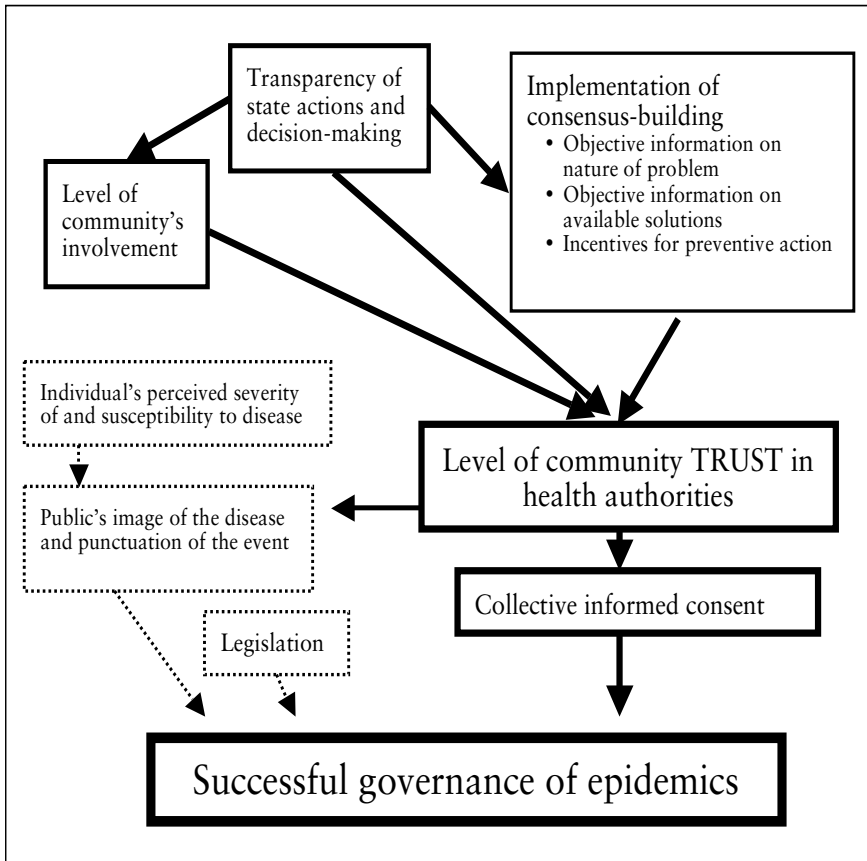 Transparency of
state actions and
decision-making
Implementation of
consensus-building
• Objective information on
nature of problem
• Objective information on
available solutions
• Incentives for preventive action
Level of
community's
involvement
Individual's perceived severity
of and susceptibility to disease
Level of community TRUST in
health authorities
Public's image of the disease
and punctuation of the event
Collective informed consent
Legislation
Successful governance of epidemics